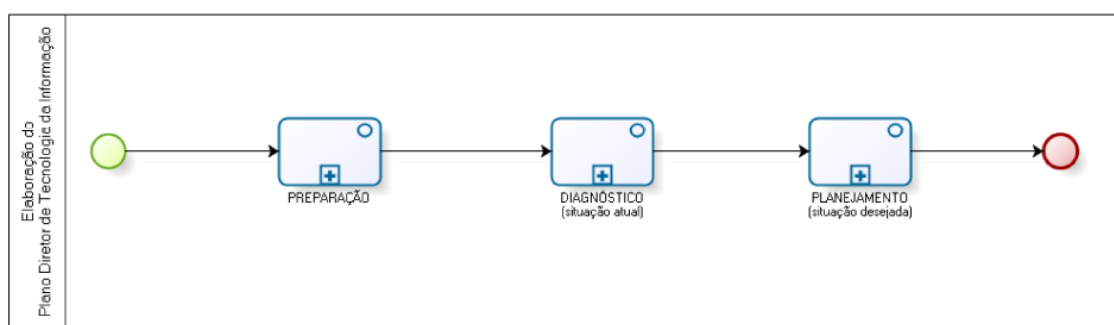 Elaboração do
Plano Diretor de Tecnologia da Informação
PREPARAÇÃO
DIAGNÓSTICO
(situação atual)
PLANEJAMENTO
(situação desejada)